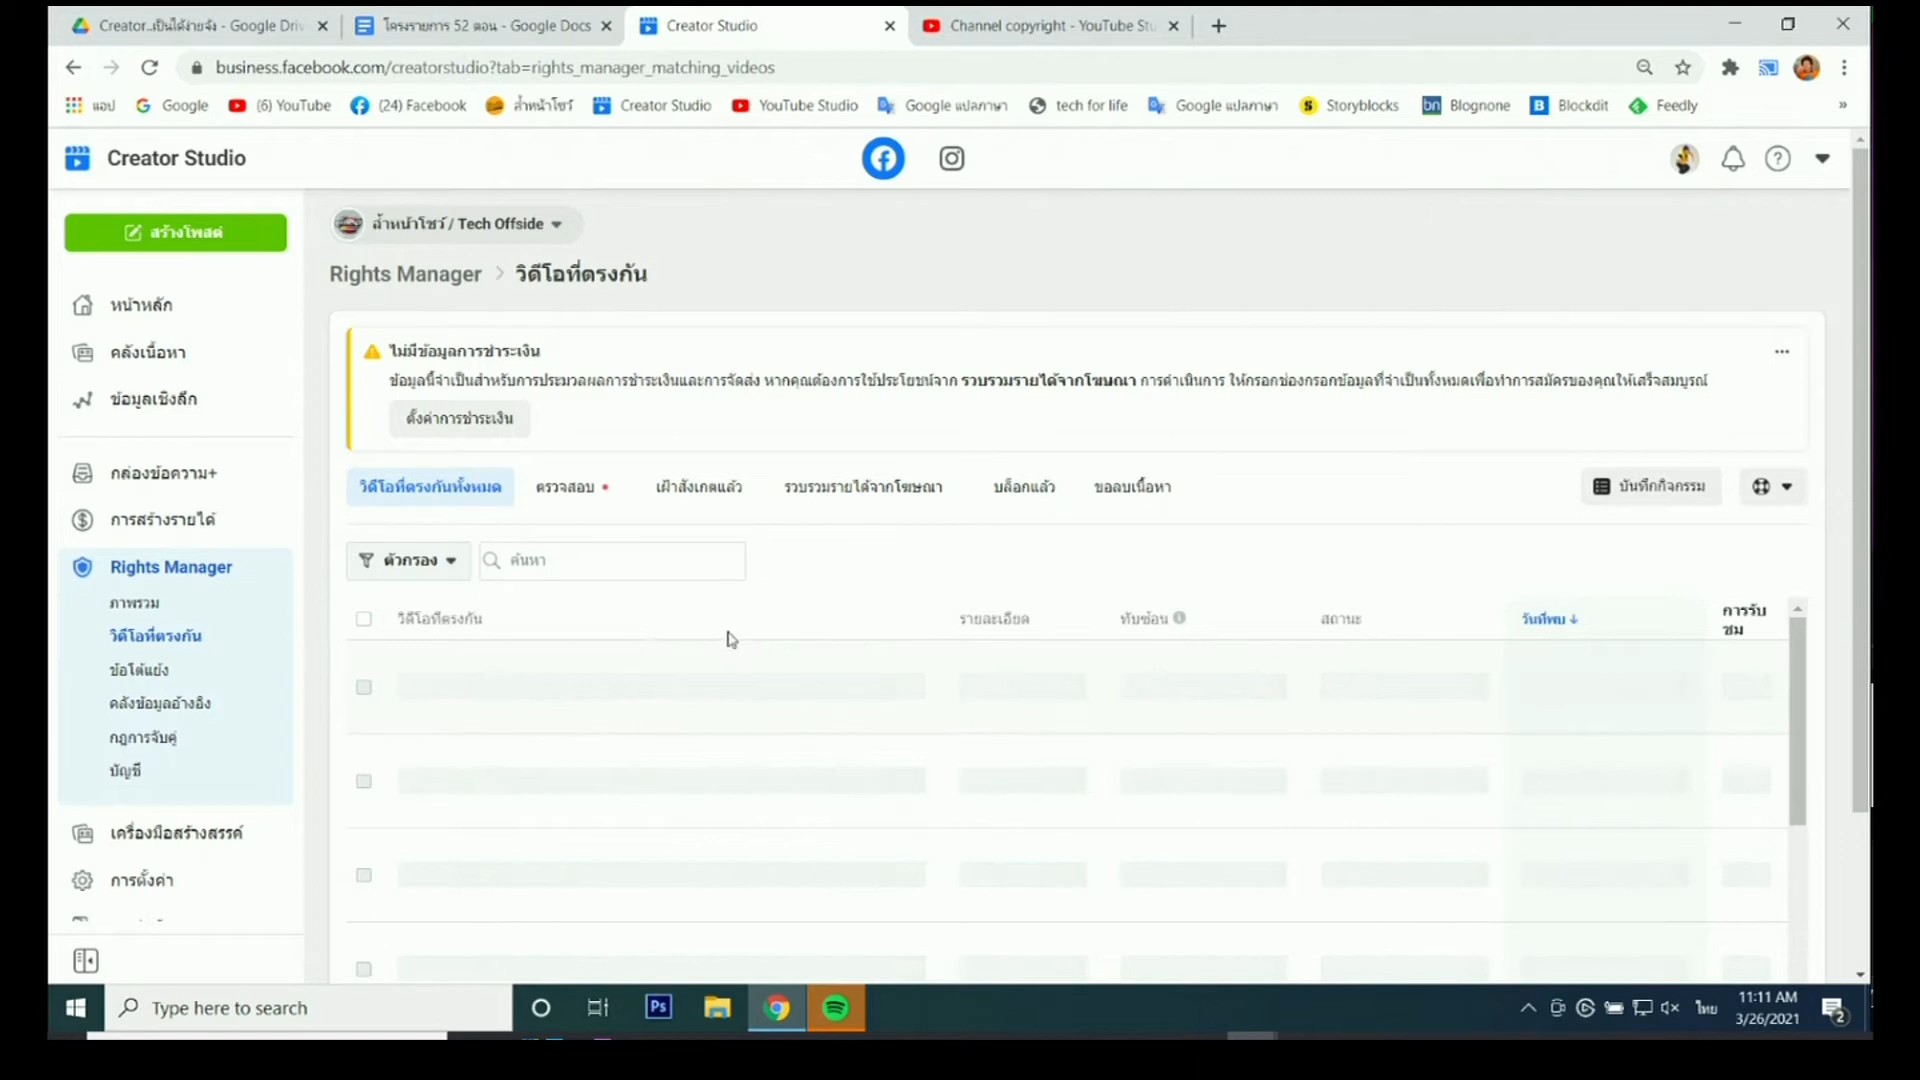 Creator..เป็นได้ง่ายจัง - Google Driv
โครงรายการ 52 ตอน - Google Docs
Creator Studio
Channel copyright - YouTube Stu
business.facebook.com/creatorstudio?tab=rights_manager_matching_videos
แอป
Google
(6) YouTube
(24) Facebook
ล้ำหน้าโชว์
Creator Studio
YouTube Studio
Google แปลภาษา
tech for life
Google แปลภาษา
Storyblocks
bn Blognone
B Blockdit
Feedly
Creator Studio
สร้างโพสต์
ล้ำหน้าโชว์ / Tech Offside
Rights Manager > วิดีโอที่ตรงกัน
หน้าหลัก
คลังเนื้อหา
ข้อมูลเชิงลึก
กล่องข้อความ+
การสร้างรายได้
Rights Manager
ภาพรวม
วิดีโอที่ตรงกัน
ข้อโต้แย้ง
คลังข้อมูลอ้างอิง
กฎการจับคู่
บัญชี
เครื่องมือสร้างสรรค์
การตั้งค่า
ไม่มีข้อมูลการชำระเงิน
ข้อมูลนี้จำเป็นสำหรับการประมวลผลการชำระเงินและการจัดส่ง หากคุณต้องการใช้ประโยชน์จาก รวบรวมรายได้จากโฆษณา การดำเนินการ ให้กรอกช่องกรอกข้อมูลที่จำเป็นทั้งหมดเพื่อทำการสมัครของคุณให้เสร็จสมบูรณ์
ตั้งค่าการชำระเงิน
วิดีโอที่ตรงกันทั้งหมด
ตรวจสอบ
เฝ้าสังเกตแล้ว
รวบรวมรายได้จากโฆษณา
บล็อกแล้ว
ขอลบเนื้อหา
บันทึกกิจกรรม
ตัวกรอง
ค้นหา
วิดีโอที่ตรงกัน
รายละเอียด
ทับซ้อน
สถานะ
วันที่พบ
การรับ
ชม
Type here to search
Ps
ไทย
11:11 AM
3/26/2021
2